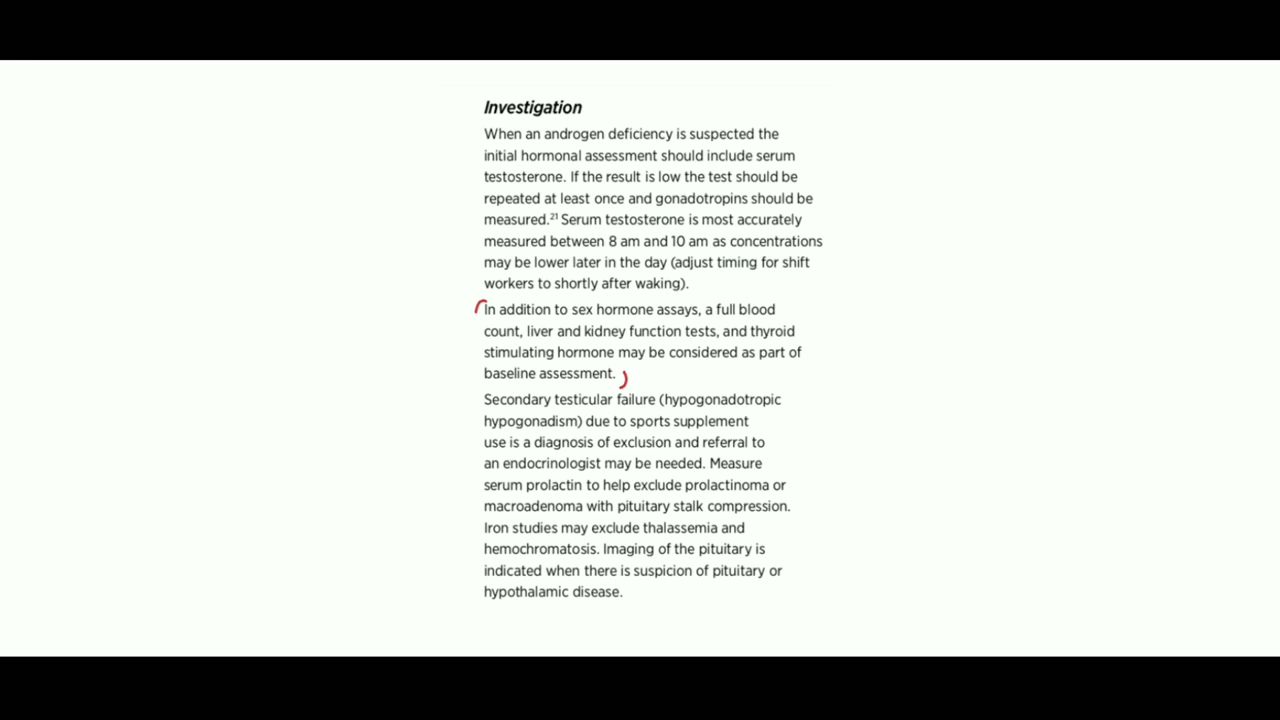 Investigation
When an androgen deficiency is suspected the
initial hormonal assessment should include serum
testosterone. If the result is low the test should be
repeated at least once and gonadotropins should be
measured.²¹ Serum testosterone is most accurately
measured between 8 am and 10 am as concentrations
may be lower later in the day (adjust timing for shift
workers to shortly after waking).
In addition to sex hormone assays, a full blood
count, liver and kidney function tests, and thyroid
stimulating hormone may be considered as part of
baseline assessment.
Secondary testicular failure (hypogonadotropic
hypogonadism) due to sports supplement
use is a diagnosis of exclusion and referral to
an endocrinologist may be needed. Measure
serum prolactin to help exclude prolactinoma or
macroadenoma with pituitary stalk compression.
Iron studies may exclude thalassemia and
hemochromatosis. Imaging of the pituitary is
indicated when there is suspicion of pituitary or
hypothalamic disease.